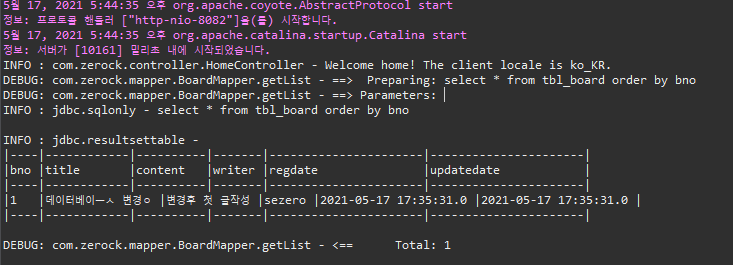 5월 17, 2021 5:44:35 오후 org.apache.coyote.AbstractProtocol start
정보: 프로토콜 핸들러 ["http-nio-8082"]을(를) 시작합니다.
5월 17, 2021 5:44:35 오후 org.apache.catalina.startup.Catalina start
정보: 서버가 [10161] 밀리초 내에 시작되었습니다.
INFO : com.zerock.controller.HomeController - Welcome home! The client locale is ko_KR.
DEBUG: com.zerock.mapper.BoardMapper.getList - ==>  Preparing: select * from tbl_board order by bno
DEBUG: com.zerock.mapper.BoardMapper.getList - ==> Parameters:
INFO : jdbc.sqlonly - select * from tbl_board order by bno
INFO : jdbc.resultsettable -
|----|------------|----------|-------|----------------------|----------------------|
|bno |title |content |writer |regdate |updatedate |
|----|------------|----------|-------|----------------------|----------------------|
|1 |데이터베이ㅡㅅ 변경ㅇ |변경후 첫 글작성 |sezero |2021-05-17 17:35:31.0 |2021-05-17 17:35:31.0 |
|----|------------|----------|-------|----------------------|----------------------|
DEBUG: com.zerock.mapper.BoardMapper.getList - <==      Total: 1